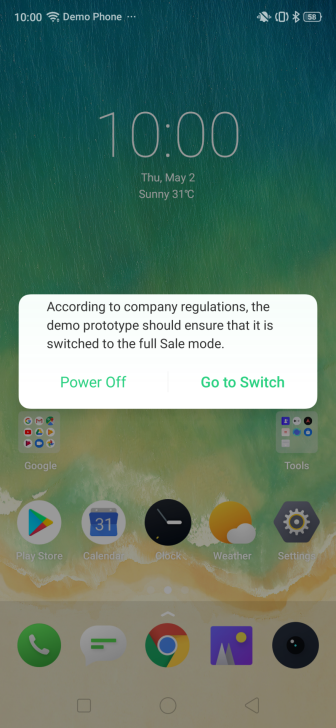 10:00 Demo Phone ··· 58
10:00
Thu, May 2
Sunny 31℃
According to company regulations, the
demo prototype should ensure that it is
switched to the full Sale mode.
Power Off Go to Switch
Google Tools
31
Play Store Calendar Clock Weather Settings